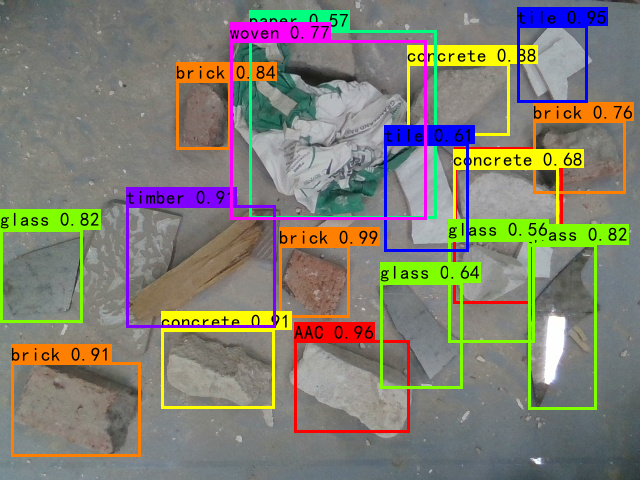 paper 0.57
tile 0.95
woven 0.77
concrete 0.88
brick 0.84
brick 0.76
tile 0.61
concrete 0.68
timber 0.91
glass 0.82
glass 0.56
glass 0.82
brick 0.99
glass 0.64
concrete 0.91
AAC 0.96
brick 0.91